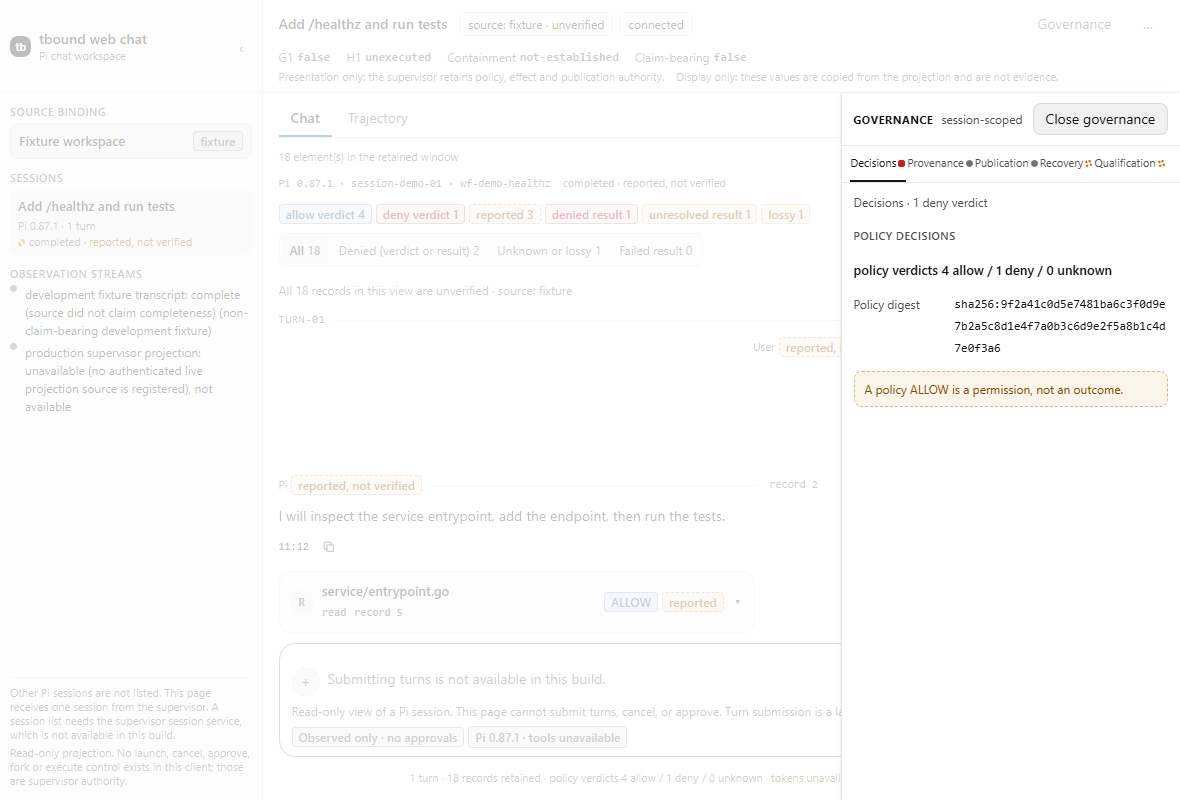 tb
tbound web chat
Pi chat workspace
‹
SOURCE BINDING
Fixture workspace
fixture
SESSIONS
Add /healthz and run tests
Pi 0.87.1 · 1 turn
completed · reported, not verified
OBSERVATION STREAMS
development fixture transcript: complete
(source did not claim completeness) (non-
claim-bearing development fixture)
production supervisor projection:
unavailable (no authenticated live
projection source is registered), not
available
Other Pi sessions are not listed. This page
receives one session from the supervisor. A
session list needs the supervisor session service,
which is not available in this build.
Read-only projection. No launch, cancel, approve,
fork or execute control exists in this client; those
are supervisor authority.
Add /healthz and run tests
source: fixture · unverified
connected
Governance
...
G1 false H1 unexecuted Containment not-established Claim-bearing false
Presentation only: the supervisor retains policy, effect and publication authority. Display only: these values are copied from the projection and are not evidence.
Chat
Trajectory
18 element(s) in the retained window
Pi 0.87.1 · session-demo-01 · wf-demo-healthz completed · reported, not verified
allow verdict 4
deny verdict 1
reported 3
denied result 1
unresolved result 1
lossy 1
All 18
Denied (verdict or result) 2
Unknown or lossy 1
Failed result 0
All 18 records in this view are unverified · source: fixture
TURN-01
User
reported,
Pi
reported, not verified
record 2
I will inspect the service entrypoint, add the endpoint, then run the tests.
11:12
R
service/entrypoint.go
read record 5
ALLOW
reported
+
Submitting turns is not available in this build.
Read-only view of a Pi session. This page cannot submit turns, cancel, or approve. Turn submission is a
Observed only · no approvals
Pi 0.87.1 · tools unavailable
1 turn · 18 records retained · policy verdicts 4 allow / 1 deny / 0 unknown · tokens
GOVERNANCE
session-scoped
Close governance
Decisions
Provenance
Publication
Recovery
Qualification
Decisions · 1 deny verdict
POLICY DECISIONS
policy verdicts 4 allow / 1 deny / 0 unknown
Policy digest
sha256:9f2a41c0d5e7481ba6c3f0d9e
7b2a5c8d1e4f7a0b3c6d9e2f5a8b1c4d
7e0f3a6
A policy ALLOW is a permission, not an outcome.